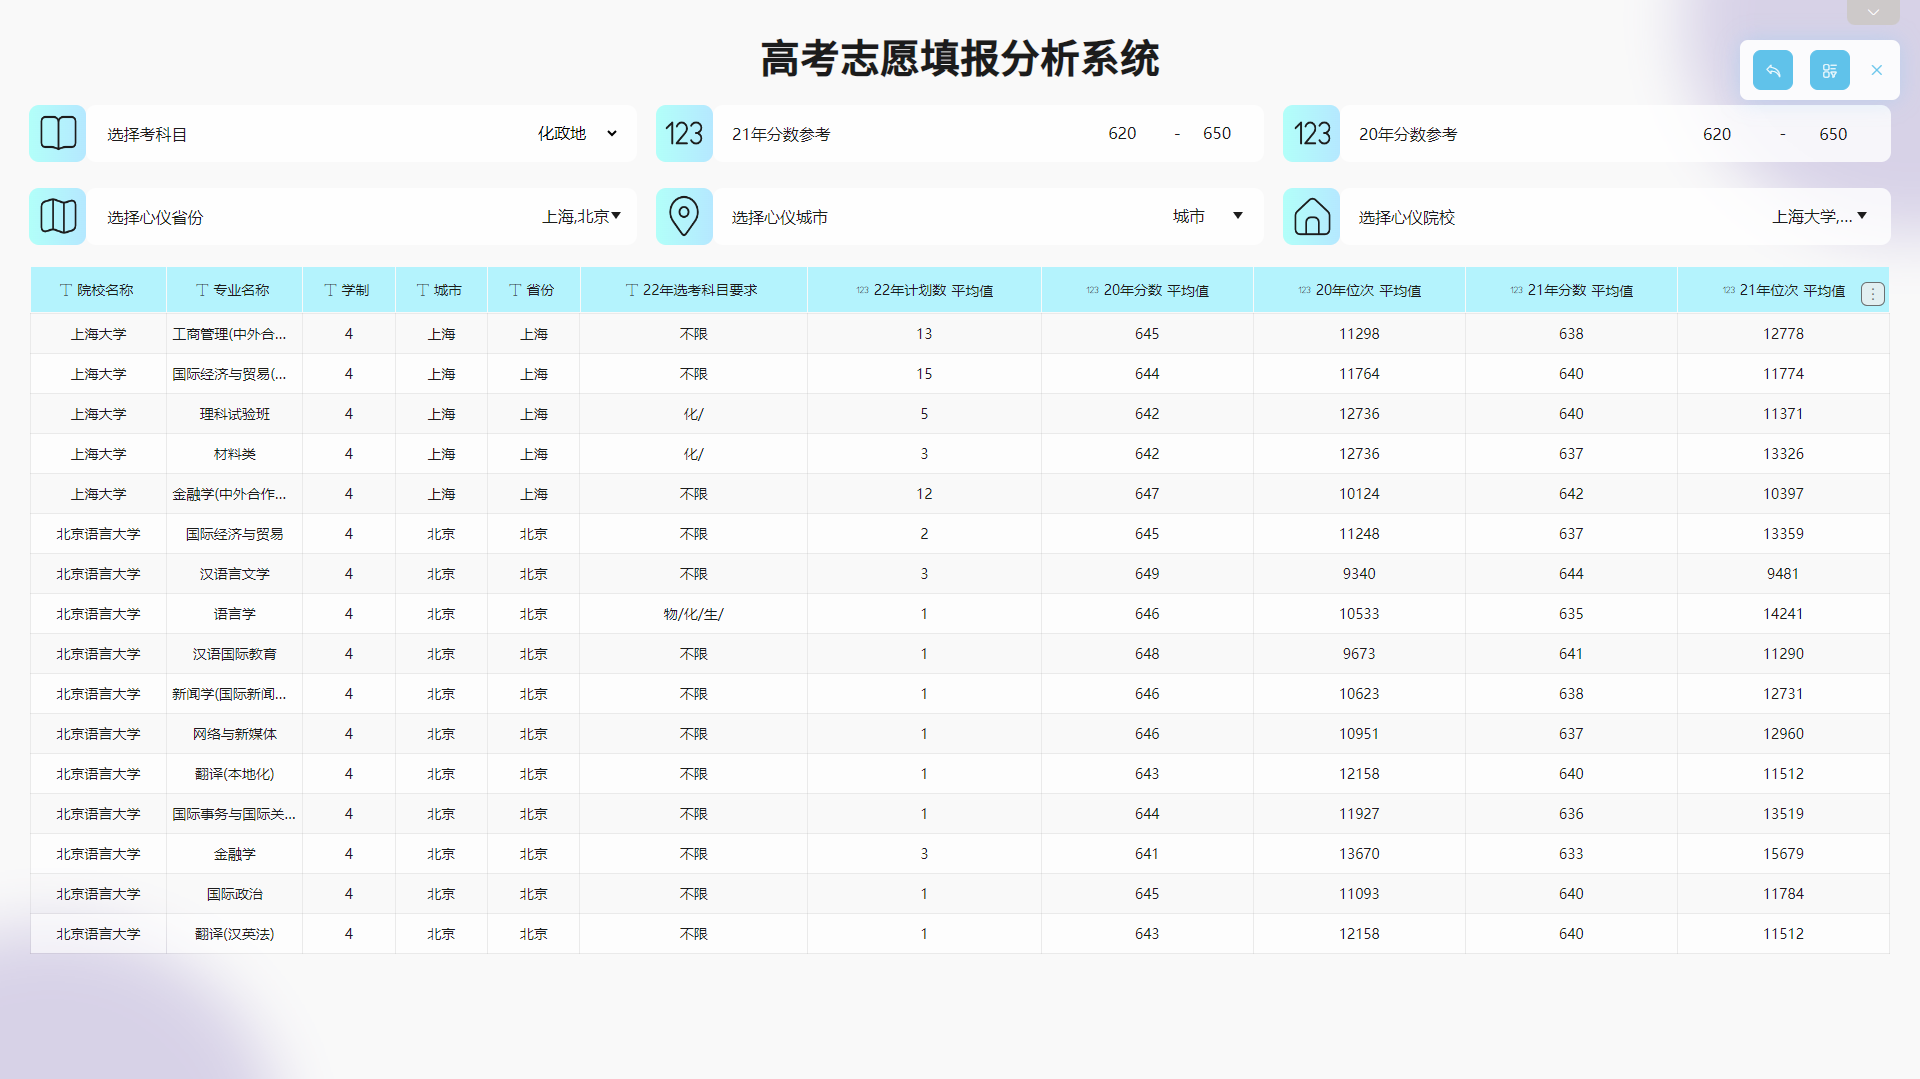 高考志愿填报分析系统
选择考科目 化政地
123 21年分数参考 620 - 650
123 20年分数参考 620 - 650
选择心仪省份 上海,北京
选择心仪城市 城市
选择心仪院校 上海大学,...
院校名称 专业名称 学制 城市 省份 22年选考科目要求 123 22年计划数 平均值 123 20年分数 平均值 123 20年位次 平均值 123 21年分数 平均值 123 21年位次 平均值
上海大学 工商管理(中外合... 4 上海 上海 不限 13 645 11298 638 12778
上海大学 国际经济与贸易(... 4 上海 上海 不限 15 644 11764 640 11774
上海大学 理科试验班 4 上海 上海 化/ 5 642 12736 640 11371
上海大学 材料类 4 上海 上海 化/ 3 642 12736 637 13326
上海大学 金融学(中外合作... 4 上海 上海 不限 12 647 10124 642 10397
北京语言大学 国际经济与贸易 4 北京 北京 不限 2 645 11248 637 13359
北京语言大学 汉语言文学 4 北京 北京 不限 3 649 9340 644 9481
北京语言大学 语言学 4 北京 北京 物/化/生/ 1 646 10533 635 14241
北京语言大学 汉语国际教育 4 北京 北京 不限 1 648 9673 641 11290
北京语言大学 新闻学(国际新闻... 4 北京 北京 不限 1 646 10623 638 12731
北京语言大学 网络与新媒体 4 北京 北京 不限 1 646 10951 637 12960
北京语言大学 翻译(本地化) 4 北京 北京 不限 1 643 12158 640 11512
北京语言大学 国际事务与国际关... 4 北京 北京 不限 1 644 11927 636 13519
北京语言大学 金融学 4 北京 北京 不限 3 641 13670 633 15679
北京语言大学 国际政治 4 北京 北京 不限 1 645 11093 640 11784
北京语言大学 翻译(汉英法) 4 北京 北京 不限 1 643 12158 640 11512